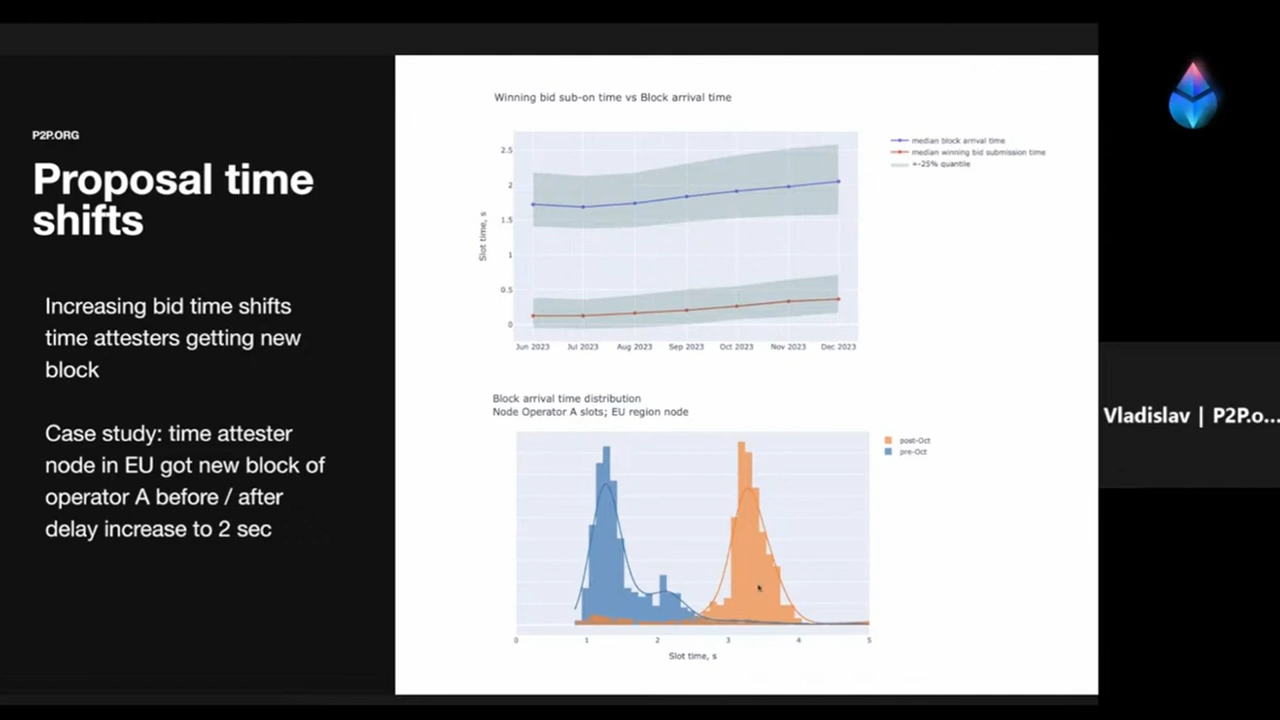 P2P.ORG
Proposal time
shifts
Increasing bid time shifts
time attesters getting new
block
Case study: time attester
node in EU got new block of
operator A before / after
delay increase to 2 sec
Winning bid sub-on time vs Block arrival time
median block arrival time
median winning bid submission time
+-25% quantile
Slot time, s
2.5
2
1.5
1
0.5
0
Jun 2023 Jul 2023 Aug 2023 Sep 2023 Oct 2023 Nov 2023 Dec 2023
Block arrival time distribution
Node Operator A slots; EU region node
post-Oct
pre-Oct
0 1 2 3 4 5
Slot time, s
Vladislav | P2P.o...